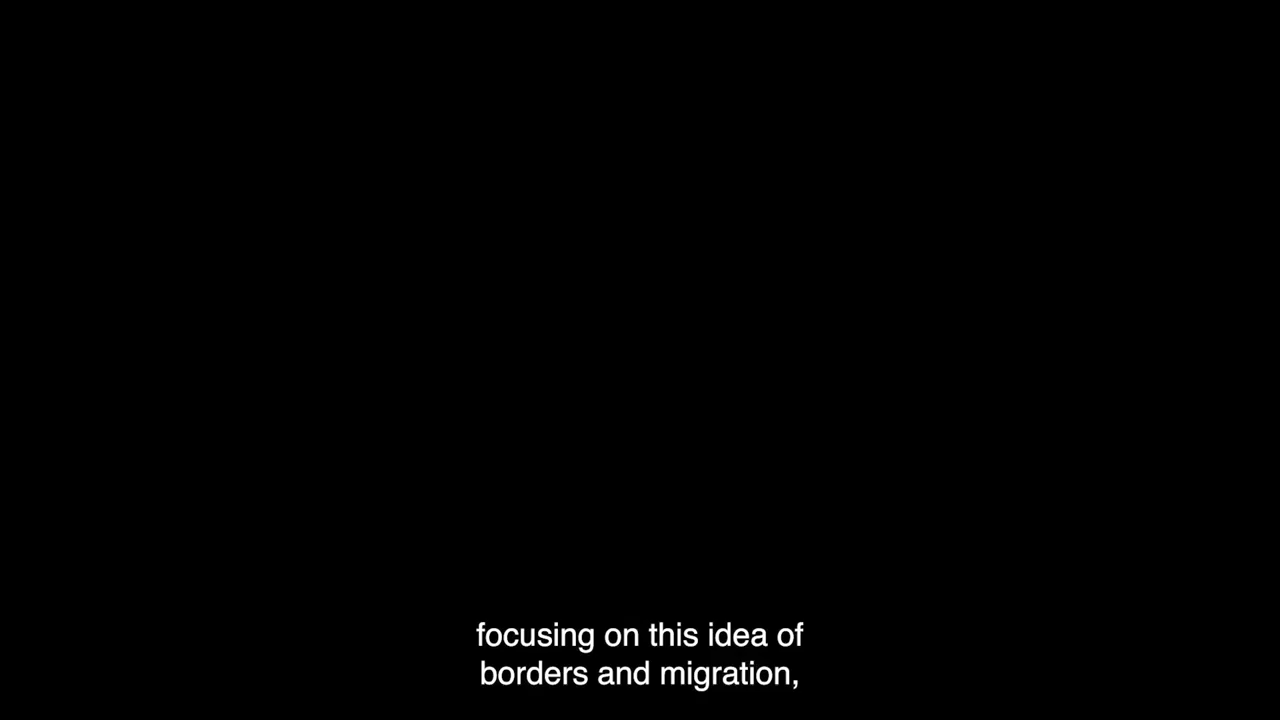 focusing on this idea of
borders and migration,